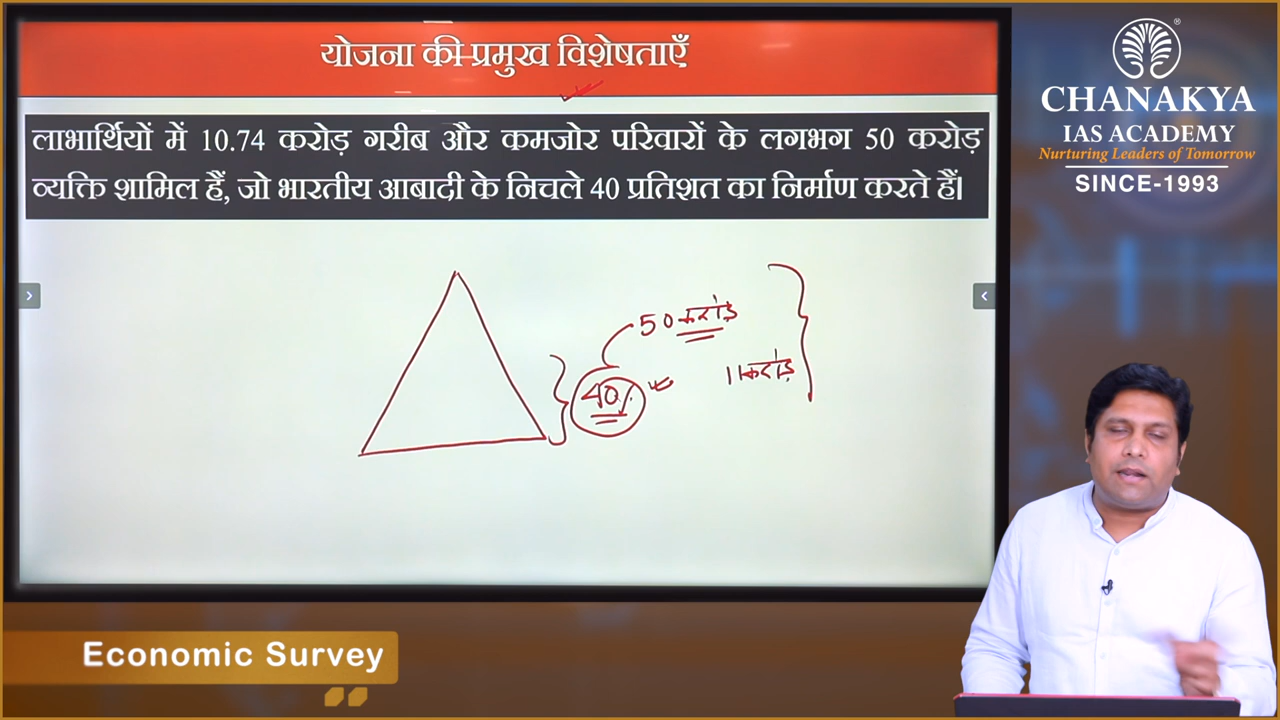 योजना की प्रमुख विशेषताएँ
लाभार्थियों में 10.74 करोड़ गरीब और कमजोर परिवारों के लगभग 50 करोड़
व्यक्ति शामिल हैं, जो भारतीय आबादी के निचले 40 प्रतिशत का निर्माण करते हैं।
50 करोड़
40%
11 करोड़
CHANAKYA
IAS ACADEMY
Nurturing Leaders of Tomorrow
SINCE-1993
Economic Survey